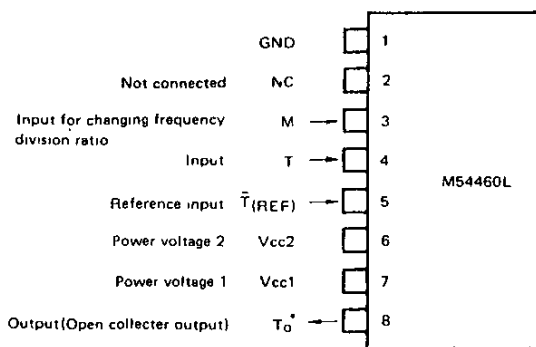 GND 1
Not connected NC 2
Input for changing frequency
division ratio
M 3
Input T 4
M54460L
Reference input T̄(REF) 5
Power voltage 2 Vcc2 6
Power voltage 1 Vcc1 7
Output(Open collecter output) To* 8